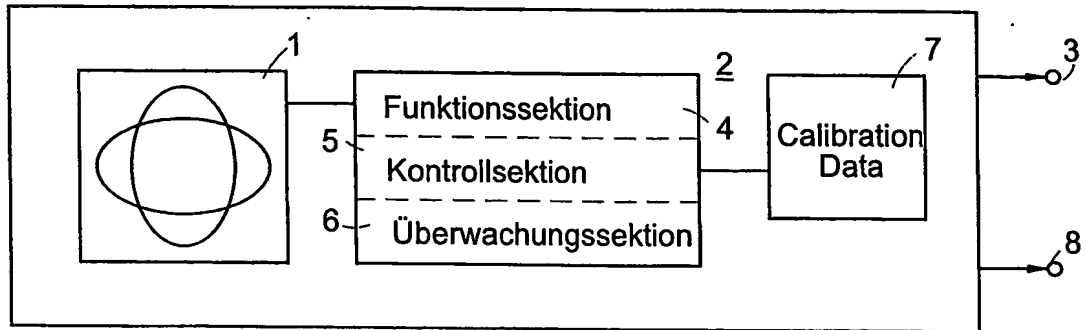 1
2
7
3
Funktionssektion
4
5
Kontrollsektion
Calibration
Data
6
Überwachungssektion
8